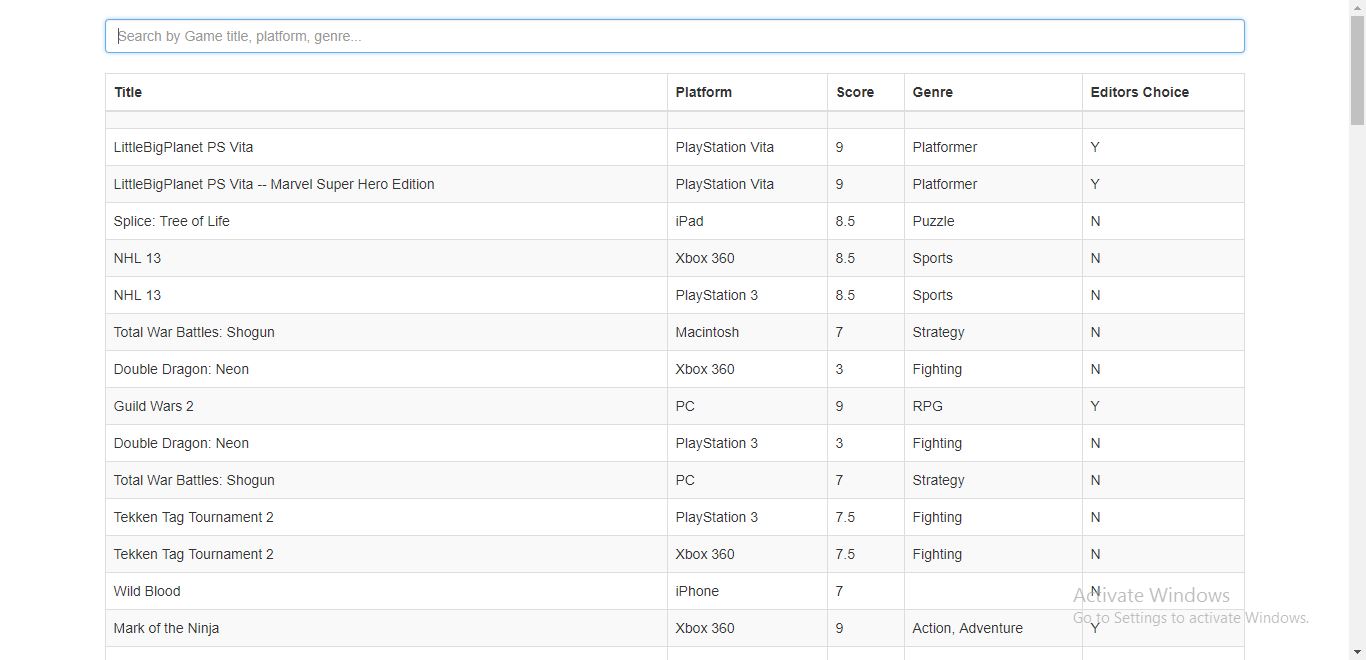 Search by Game title, platform, genre...
Title Platform Score Genre Editors Choice
LittleBigPlanet PS Vita PlayStation Vita 9 Platformer Y
LittleBigPlanet PS Vita -- Marvel Super Hero Edition PlayStation Vita 9 Platformer Y
Splice: Tree of Life iPad 8.5 Puzzle N
NHL 13 Xbox 360 8.5 Sports N
NHL 13 PlayStation 3 8.5 Sports N
Total War Battles: Shogun Macintosh 7 Strategy N
Double Dragon: Neon Xbox 360 3 Fighting N
Guild Wars 2 PC 9 RPG Y
Double Dragon: Neon PlayStation 3 3 Fighting N
Total War Battles: Shogun PC 7 Strategy N
Tekken Tag Tournament 2 PlayStation 3 7.5 Fighting N
Tekken Tag Tournament 2 Xbox 360 7.5 Fighting N
Wild Blood iPhone 7 N
Activate Windows
Go to Settings to activate Windows.
Mark of the Ninja Xbox 360 9 Action, Adventure Y